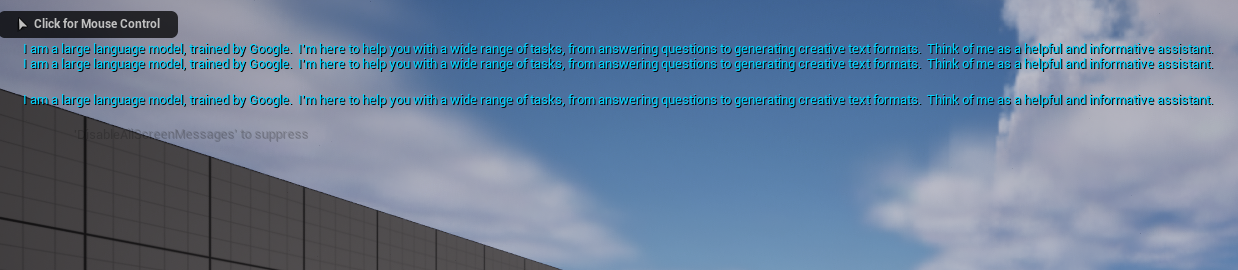 Click for Mouse Control
I am a large language model, trained by Google.  I'm here to help you with a wide range of tasks, from answering questions to generating creative text formats.  Think of me as a helpful and informative assistant.
I am a large language model, trained by Google.  I'm here to help you with a wide range of tasks, from answering questions to generating creative text formats.  Think of me as a helpful and informative assistant.
I am a large language model, trained by Google.  I'm here to help you with a wide range of tasks, from answering questions to generating creative text formats.  Think of me as a helpful and informative assistant.
'DisableAllScreenMessages' to suppress